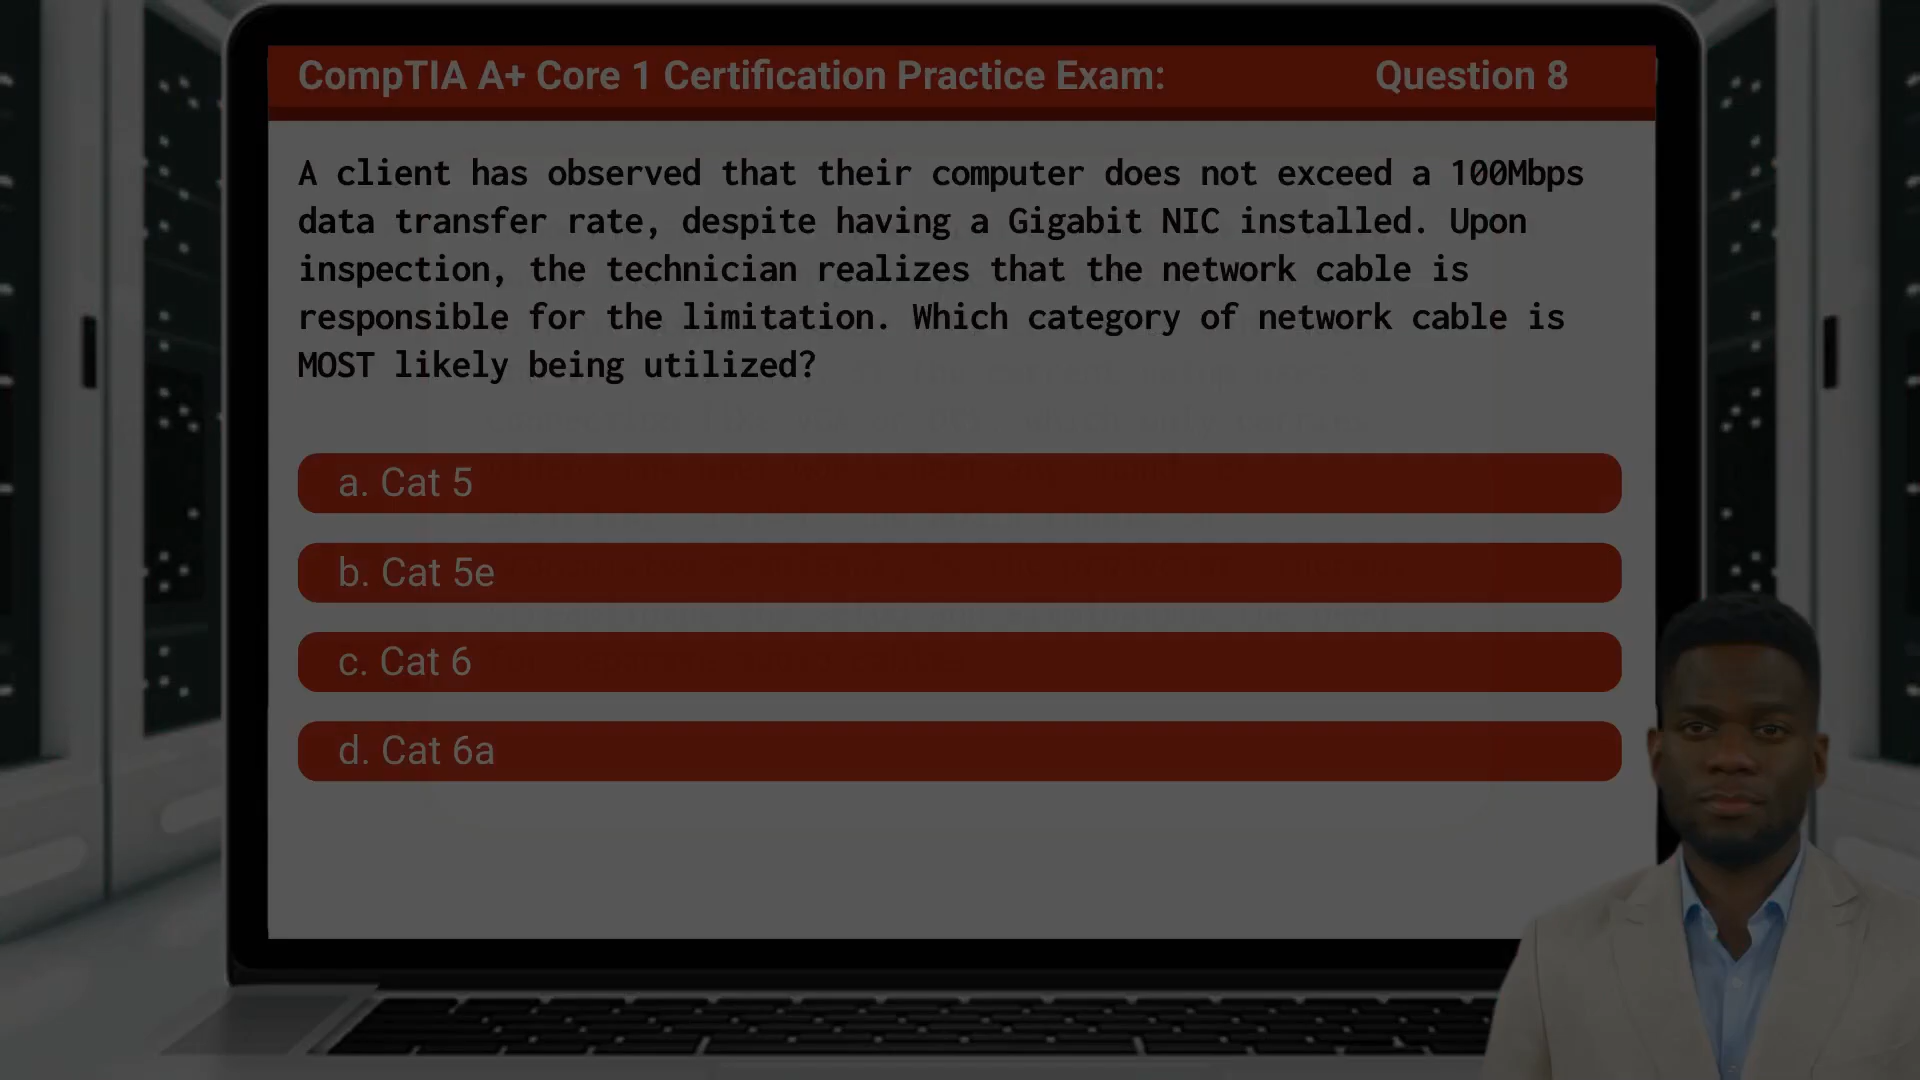 CompTIA A+ Core 1 Certification Practice Exam: Question 8
A client has observed that their computer does not exceed a 100Mbps
data transfer rate, despite having a Gigabit NIC installed. Upon
inspection, the technician realizes that the network cable is
responsible for the limitation. Which category of network cable is
MOST likely being utilized?
a. Cat 5
b. Cat 5e
c. Cat 6
d. Cat 6a